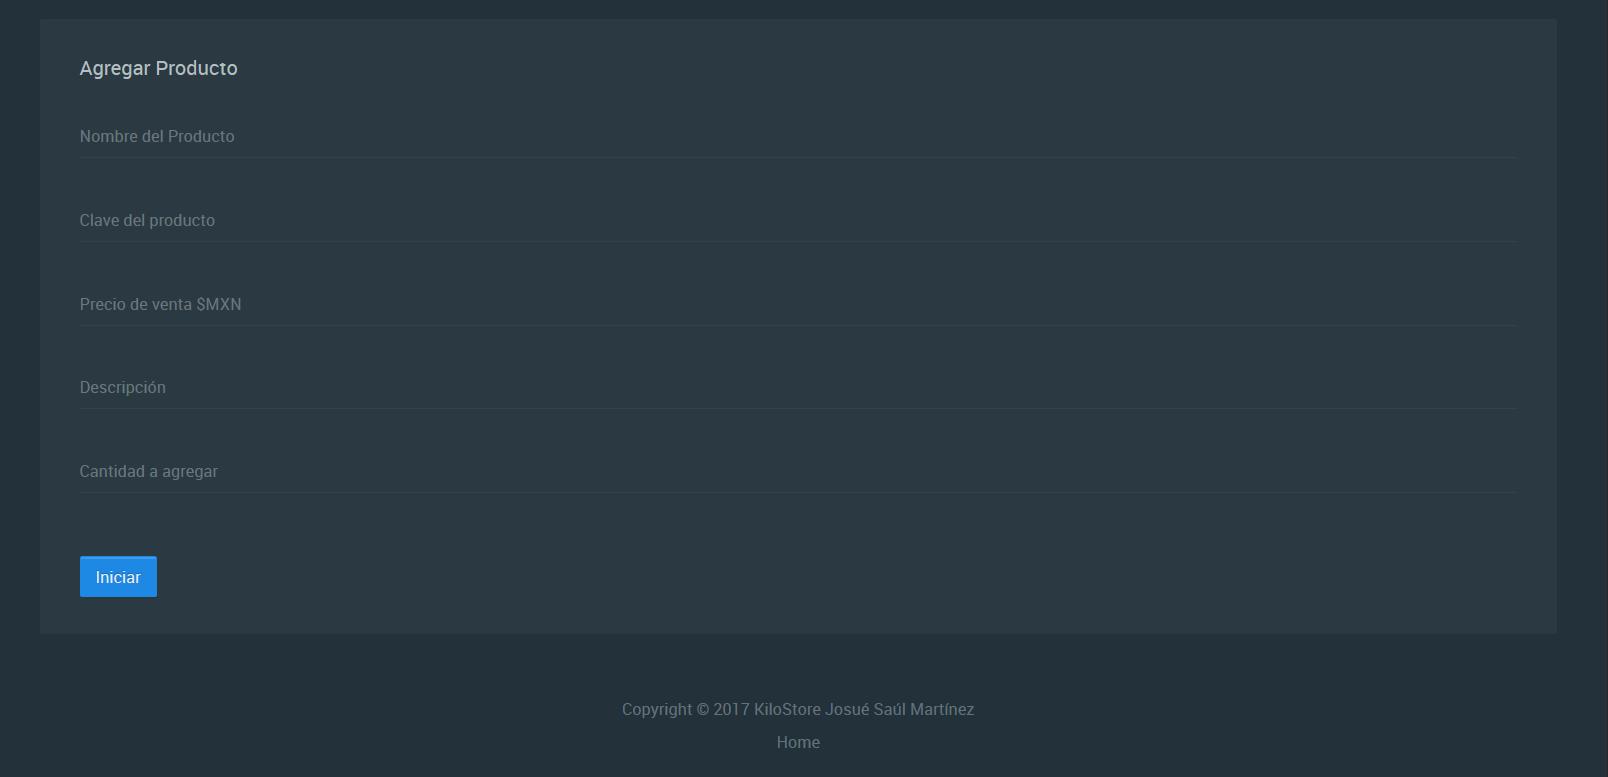 Agregar Producto
Nombre del Producto
Clave del producto
Precio de venta $MXN
Descripción
Cantidad a agregar
Iniciar
Copyright © 2017 KiloStore Josué Saúl Martínez
Home